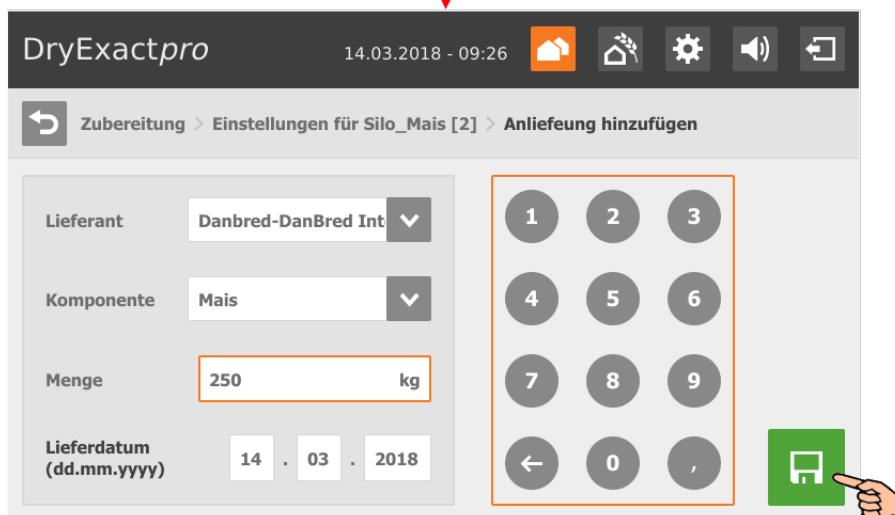 DryExactpro
14.03.2018 - 09:26
Zubereitung > Einstellungen für Silo_Mais [2] > Anliefeung hinzufügen
Lieferant
Danbred-DanBred Int
1 2 3
Komponente
Mais
4 5 6
Menge
250 kg
7 8 9
Lieferdatum
(dd.mm.yyyy)
14 . 03 . 2018
← 0 ,